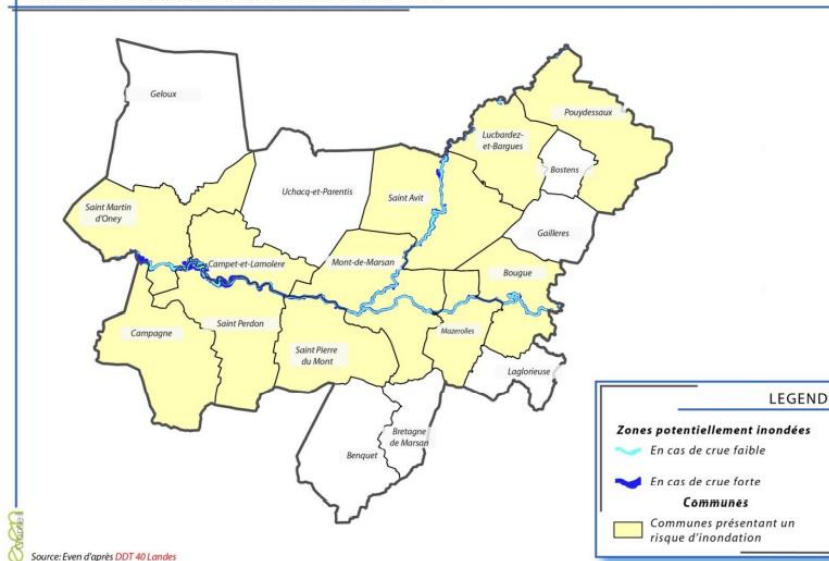 Geloux
Pouydessaux
Lucbardez-
et-Bargues
Bostens
Uchacq-et-Parentis
Saint Avit
Saint Martin
d'Oney
Gailleres
Campet-et-Lamolere
Mont-de-Marsan
Bougue
Campagne
Saint Perdon
Mazerolles
Saint Pierre
du Mont
Laglorieuse
Bretagne
de Marsan
Benquet
LEGEND
Zones potentiellement inondées
En cas de crue faible
En cas de crue forte
Communes
Communes présentant un
risque d'inondation
Source: Even d'après DDT 40 Landes